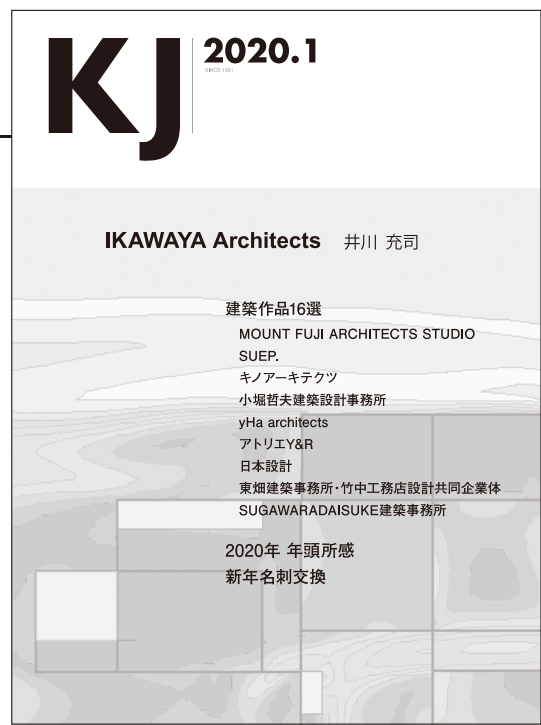 KJ
2020.1
SINCE 1961
IKAWAYA Architects 井川 充司
建築作品16選
MOUNT FUJI ARCHITECTS STUDIO
SUEP.
キノアーキテクツ
小堀哲夫建築設計事務所
yHa architects
アトリエY&R
日本設計
東畑建築事務所・竹中工務店設計共同企業体
SUGAWARADAISUKE建築事務所
2020年 年頭所感
新年名刺交換